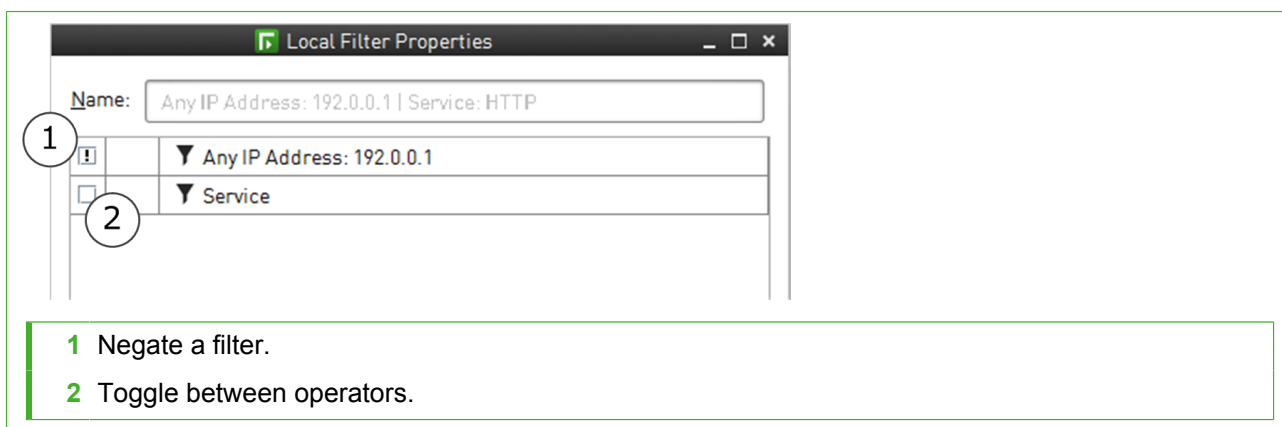 Local Filter Properties
Name: Any IP Address: 192.0.0.1 | Service: HTTP
1
! Any IP Address: 192.0.0.1
Service
2
1 Negate a filter.
2 Toggle between operators.